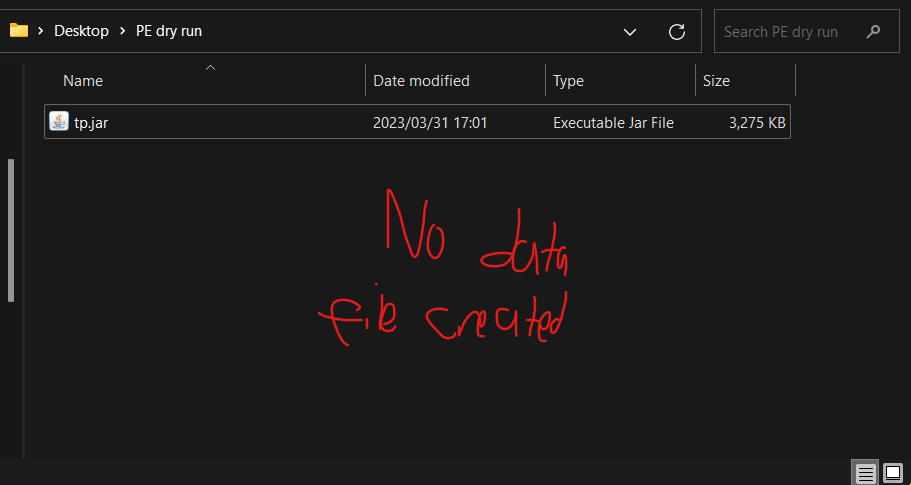 Desktop > PE dry run
Search PE dry run
Name Date modified Type Size
tp.jar 2023/03/31 17:01 Executable Jar File 3,275 KB
No data
file created